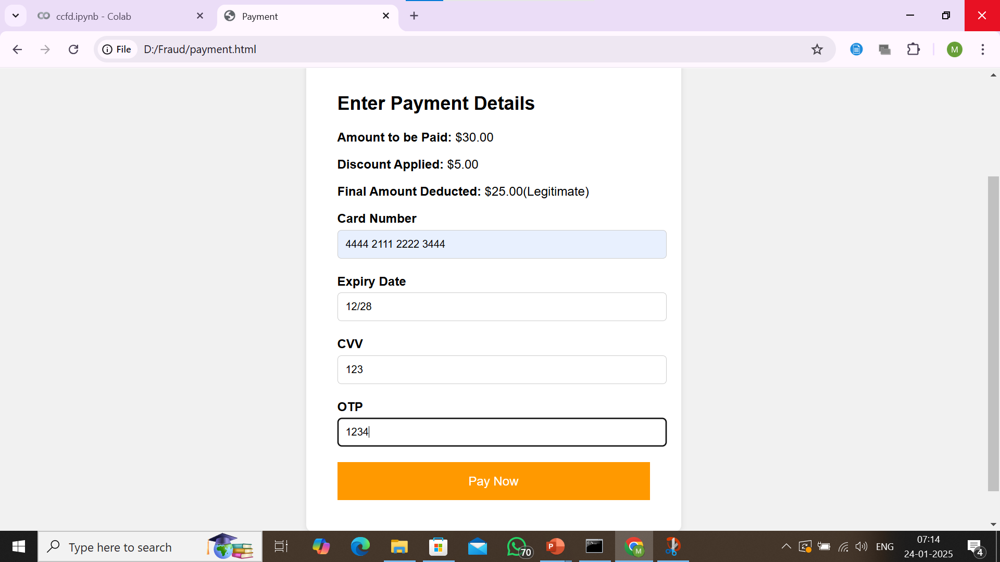 ccfd.ipynb - Colab
Payment
File
D:/Fraud/payment.html
M
Enter Payment Details
Amount to be Paid: $30.00
Discount Applied: $5.00
Final Amount Deducted: $25.00(Legitimate)
Card Number
4444 2111 2222 3444
Expiry Date
12/28
CVV
123
OTP
1234
Pay Now
Type here to search
70
P
C:\
M
ENG
07:14
24-01-2025
4